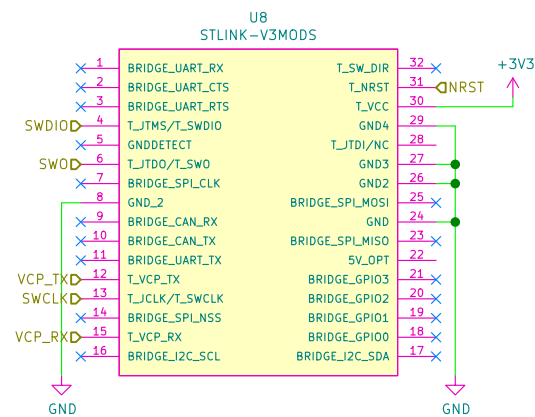 U8
STLINK-V3MODS
+3V3
1 BRIDGE_UART_RX T_SW_DIR 32
2 BRIDGE_UART_CTS T_NRST 31 NRST
3 BRIDGE_UART_RTS T_VCC 30
SWDIO 4 T_JTMS/T_SWDIO GND4 29
5 GNDDETECT T_JTDI/NC 28
SWO 6 T_JTDO/T_SWO GND3 27
7 BRIDGE_SPI_CLK GND2 26
8 GND_2 BRIDGE_SPI_MOSI 25
9 BRIDGE_CAN_RX GND 24
10 BRIDGE_CAN_TX BRIDGE_SPI_MISO 23
11 BRIDGE_UART_TX 5V_OPT 22
VCP_TX 12 T_VCP_TX BRIDGE_GPIO3 21
SWCLK 13 T_JCLK/T_SWCLK BRIDGE_GPIO2 20
14 BRIDGE_SPI_NSS BRIDGE_GPIO1 19
VCP_RX 15 T_VCP_RX BRIDGE_GPIO0 18
16 BRIDGE_I2C_SCL BRIDGE_I2C_SDA 17
GND GND